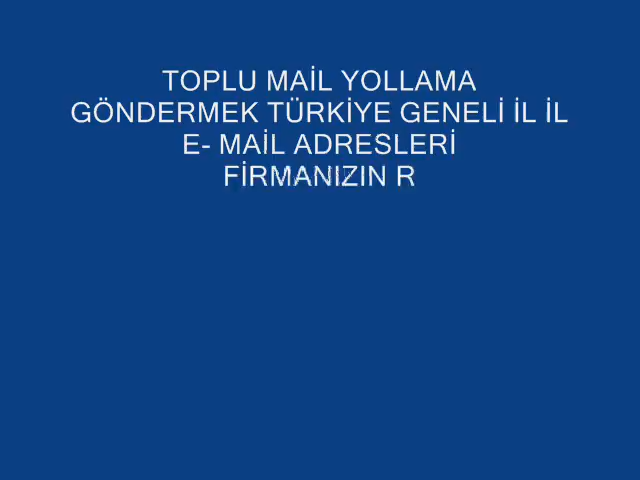 TOPLU MAİL YOLLAMA
GÖNDERMEK TÜRKİYE GENELİ İL İL
E- MAİL ADRESLERİ
FİRMANIZIN R